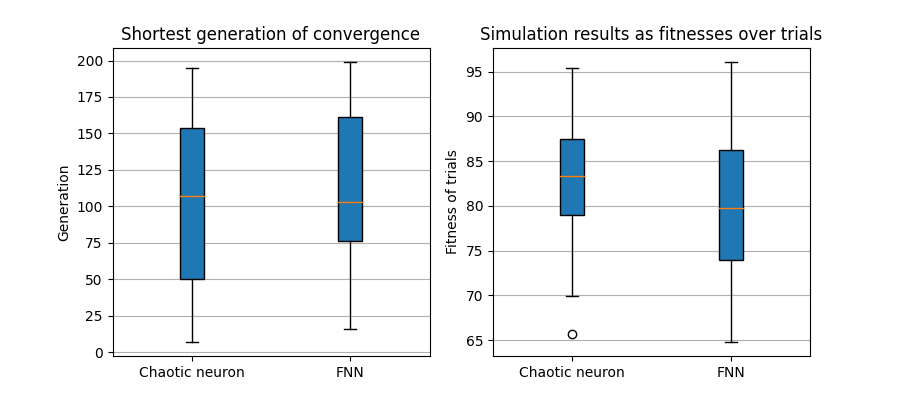 Shortest generation of convergence
Generation
200
175
150
125
100
75
50
25
0
Chaotic neuron
FNN
Simulation results as fitnesses over trials
Fitness of trials
95
90
85
80
75
70
65
Chaotic neuron
FNN